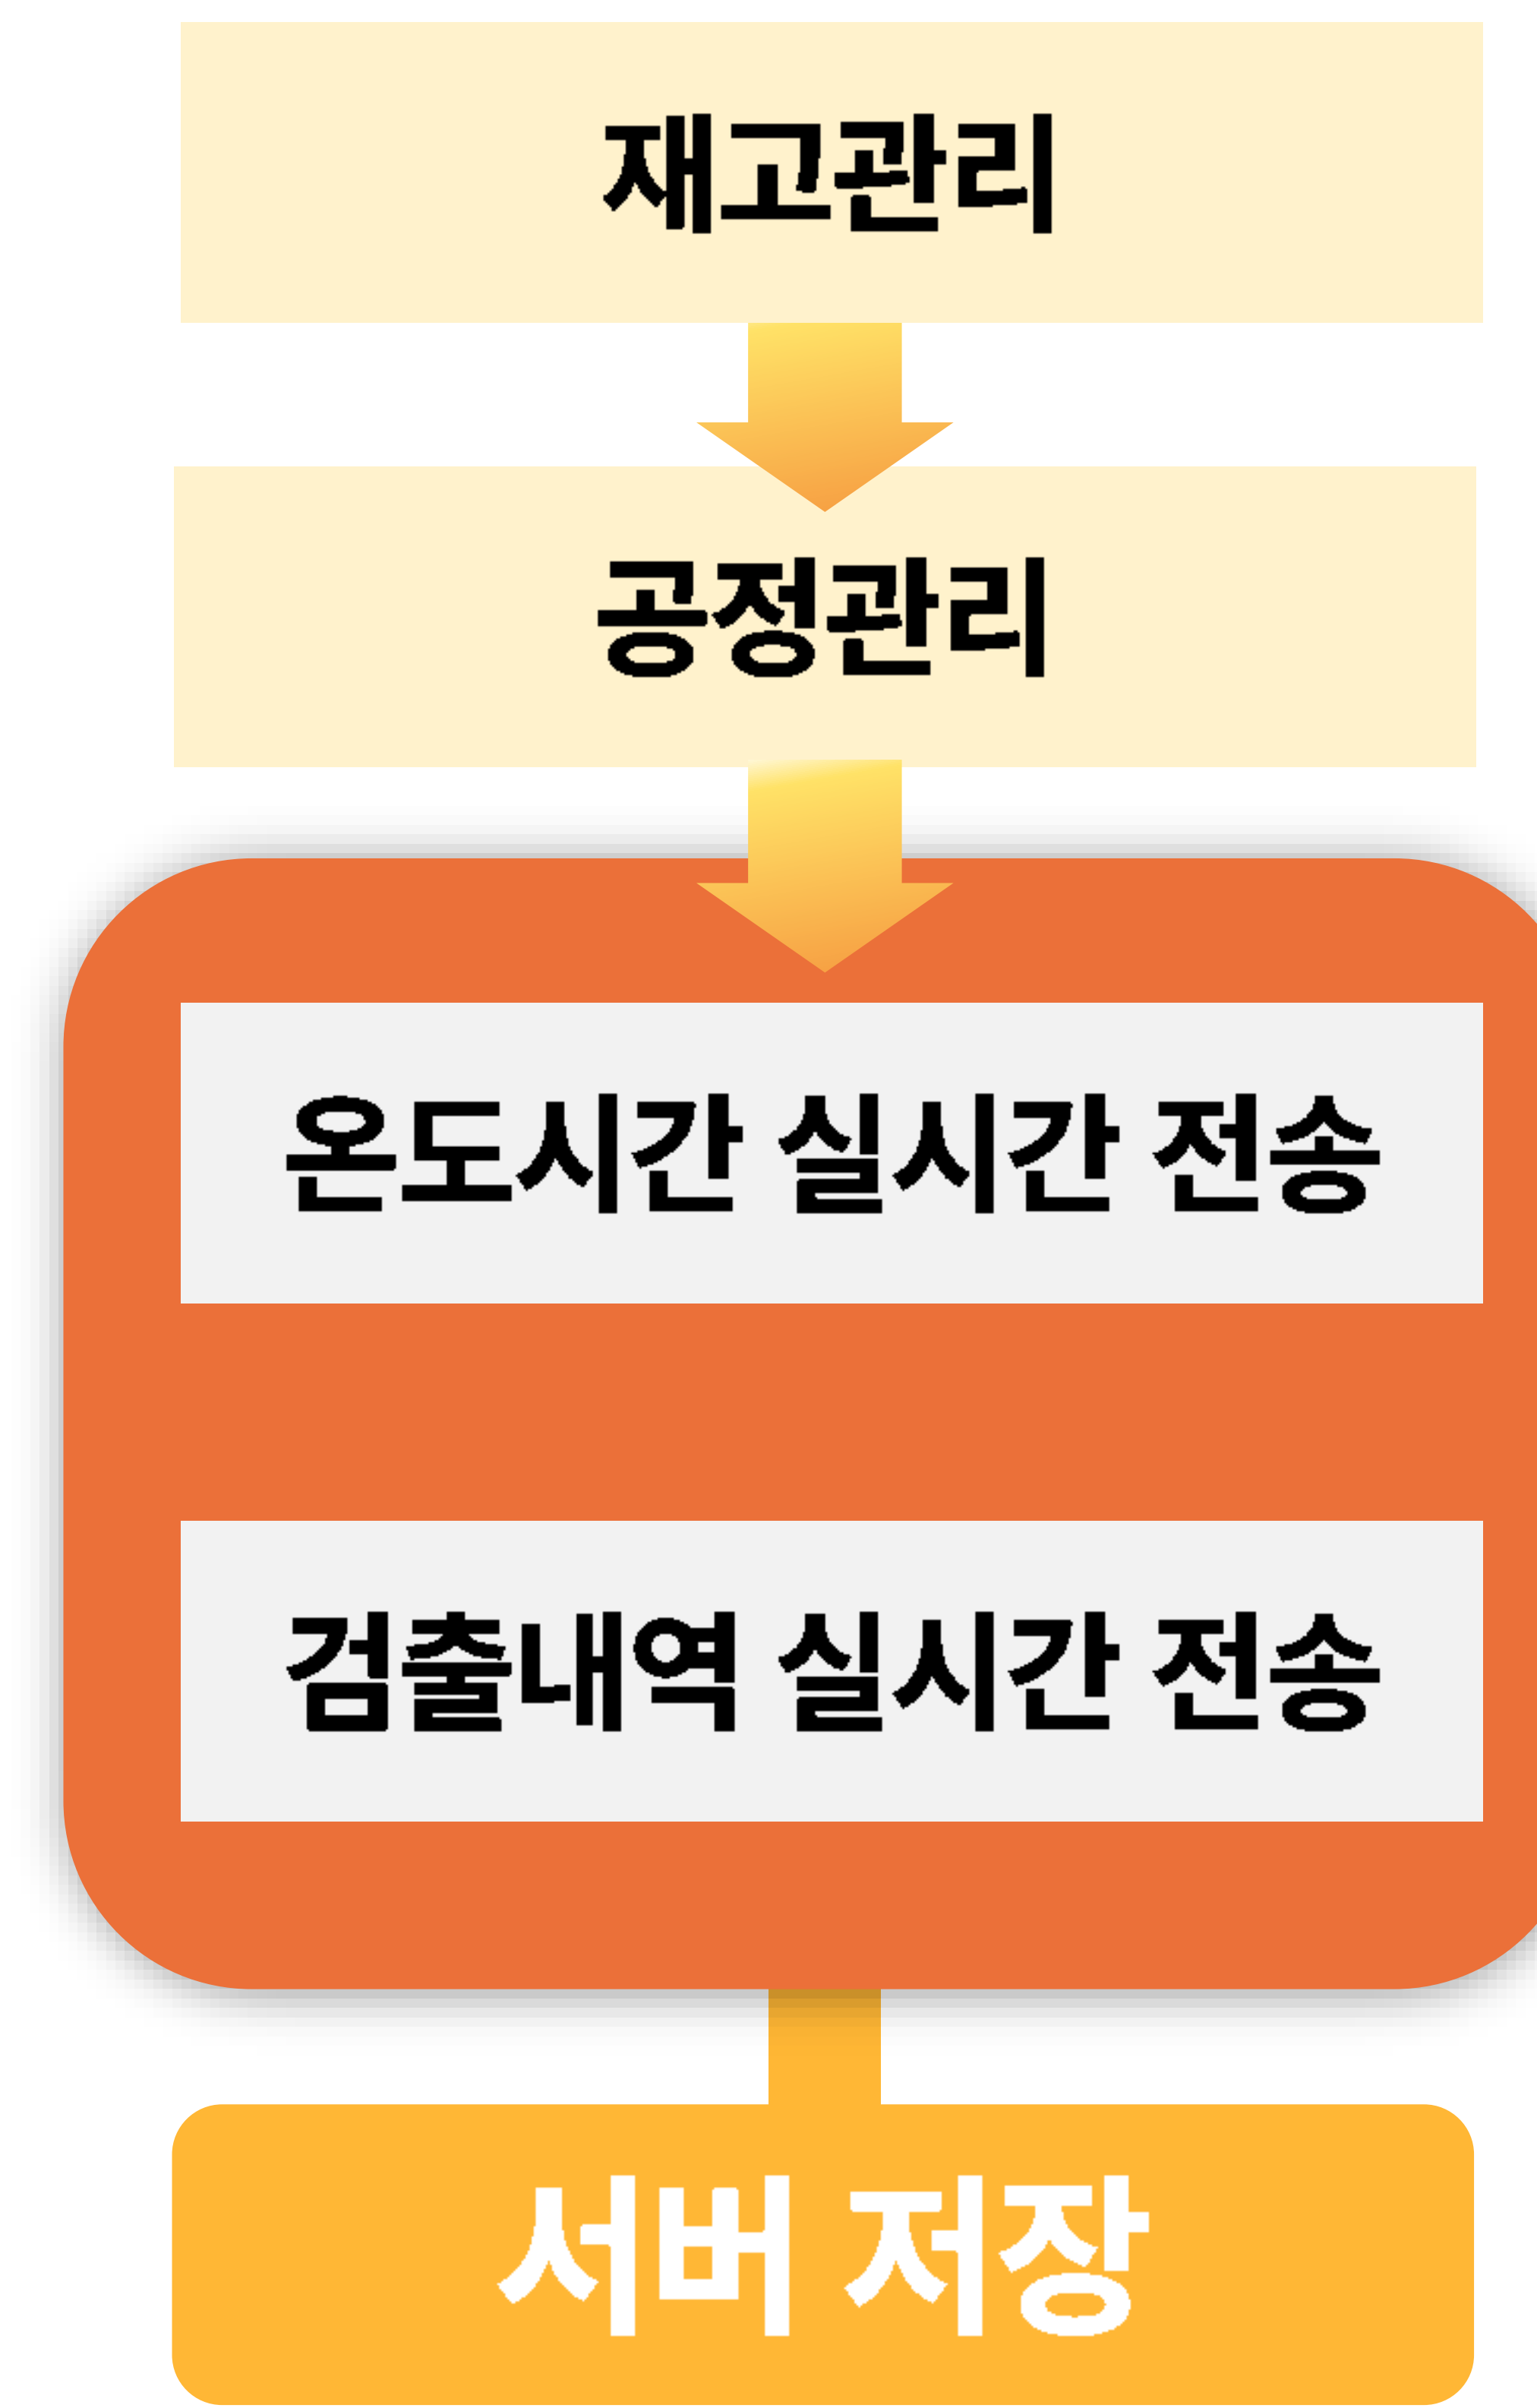 재고관리
공정관리
온도시간 실시간 전송
검출내역 실시간 전송
서버 저장